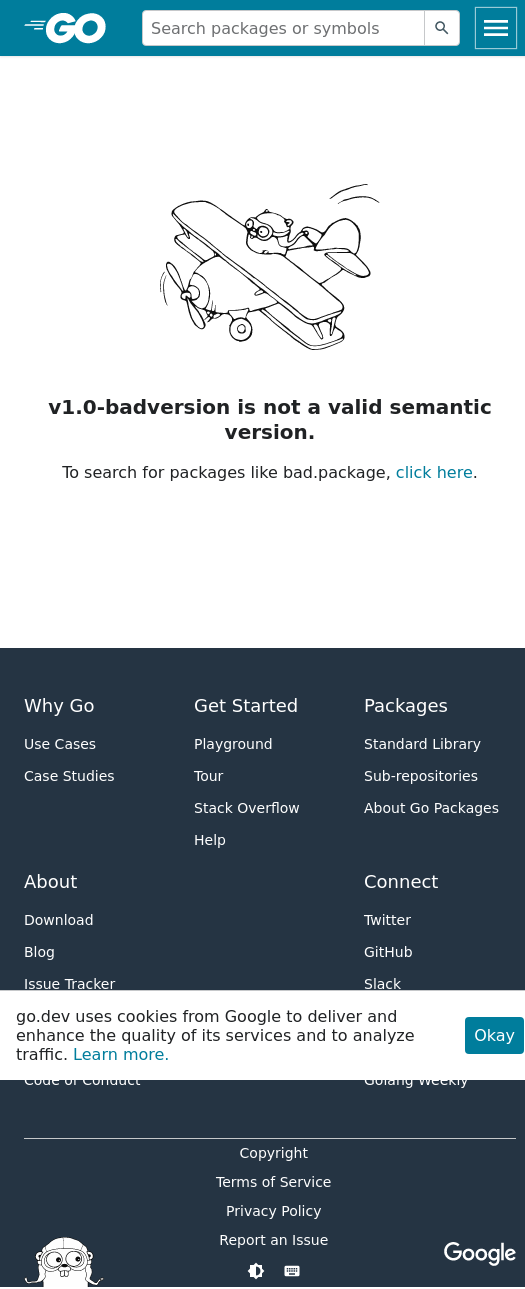 GO
Search packages or symbols
v1.0-badversion is not a valid semantic
version.
To search for packages like bad.package, click here.
Why Go
Use Cases
Case Studies
Get Started
Playground
Tour
Stack Overflow
Help
Packages
Standard Library
Sub-repositories
About Go Packages
About
Download
Blog
Issue Tracker
Connect
Twitter
GitHub
Slack
go.dev uses cookies from Google to deliver and
enhance the quality of its services and to analyze
traffic. Learn more.
Okay
Code of Conduct
Golang Weekly
Copyright
Terms of Service
Privacy Policy
Report an Issue
Google